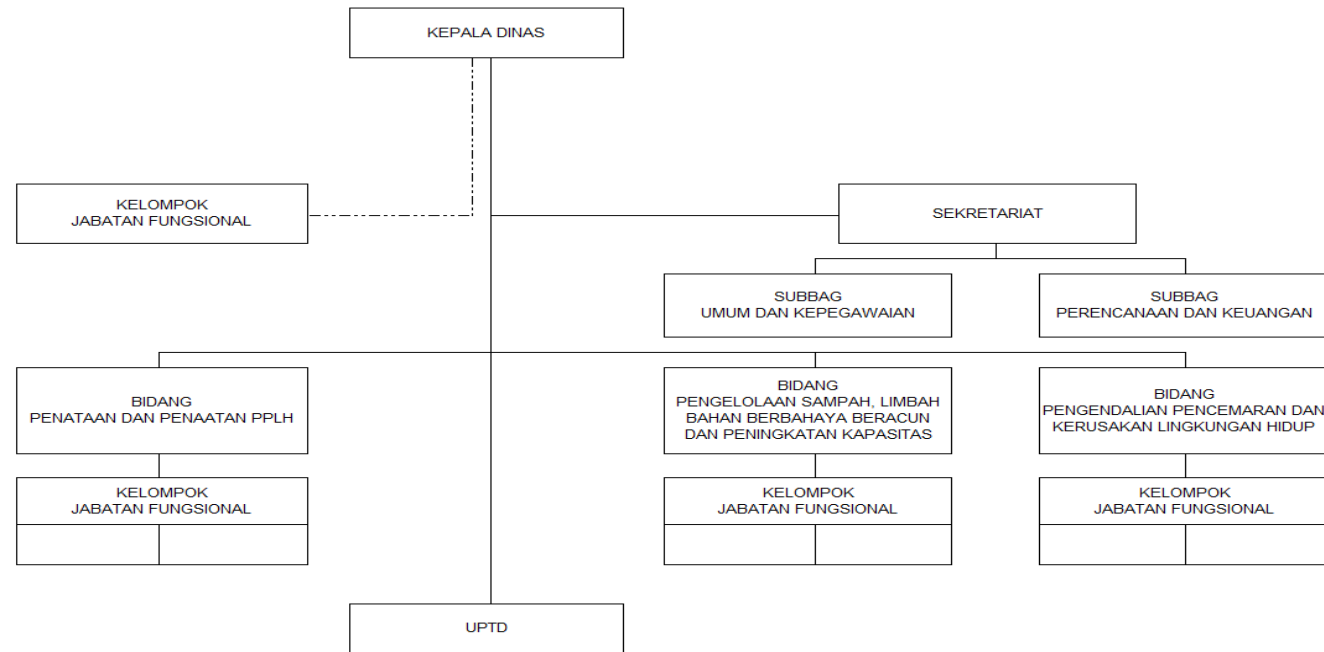 KEPALA DINAS
KELOMPOK
JABATAN FUNGSIONAL
SEKRETARIAT
SUBBAG
UMUM DAN KEPEGAWAIAN
SUBBAG
PERENCANAAN DAN KEUANGAN
BIDANG
PENATAAN DAN PENAATAN PPLH
BIDANG
PENGELOLAAN SAMPAH, LIMBAH
BAHAN BERBAHAYA BERACUN
DAN PENINGKATAN KAPASITAS
BIDANG
PENGENDALIAN PENCEMARAN DAN
KERUSAKAN LINGKUNGAN HIDUP
KELOMPOK
JABATAN FUNGSIONAL
KELOMPOK
JABATAN FUNGSIONAL
KELOMPOK
JABATAN FUNGSIONAL
UPTD